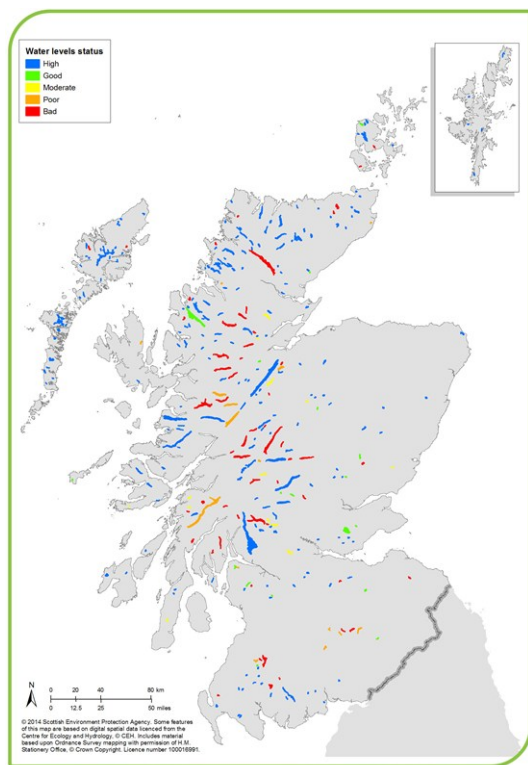 Water levels status
High
Good
Moderate
Poor
Bad
N
0 20 40 80 km
0 12.5 25 50 miles
© 2014 Scottish Environment Protection Agency. Some features
of this map are based on digital spatial data licenced from the
Centre for Ecology and Hydrology, © CEH. Includes material
based upon Ordnance Survey mapping with permission of H.M.
Stationery Office, © Crown Copyright. Licence number 100016991.